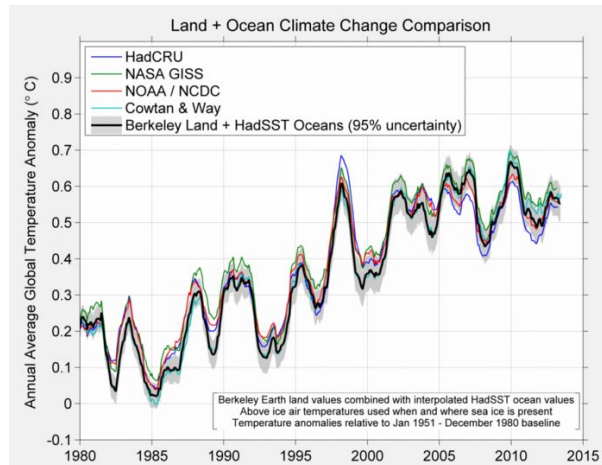 Land + Ocean Climate Change Comparison
HadCRU
NASA GISS
NOAA / NCDC
Cowtan & Way
Berkeley Land + HadSST Oceans (95% uncertainty)
Annual Average Global Temperature Anomaly (° C)
0.9
0.8
0.7
0.6
0.5
0.4
0.3
0.2
0.1
0
-0.1
Berkeley Earth land values combined with interpolated HadSST ocean values
Above ice air temperatures used when and where sea ice is present
Temperature anomalies relative to Jan 1951 - December 1980 baseline
1980 1985 1990 1995 2000 2005 2010 2015